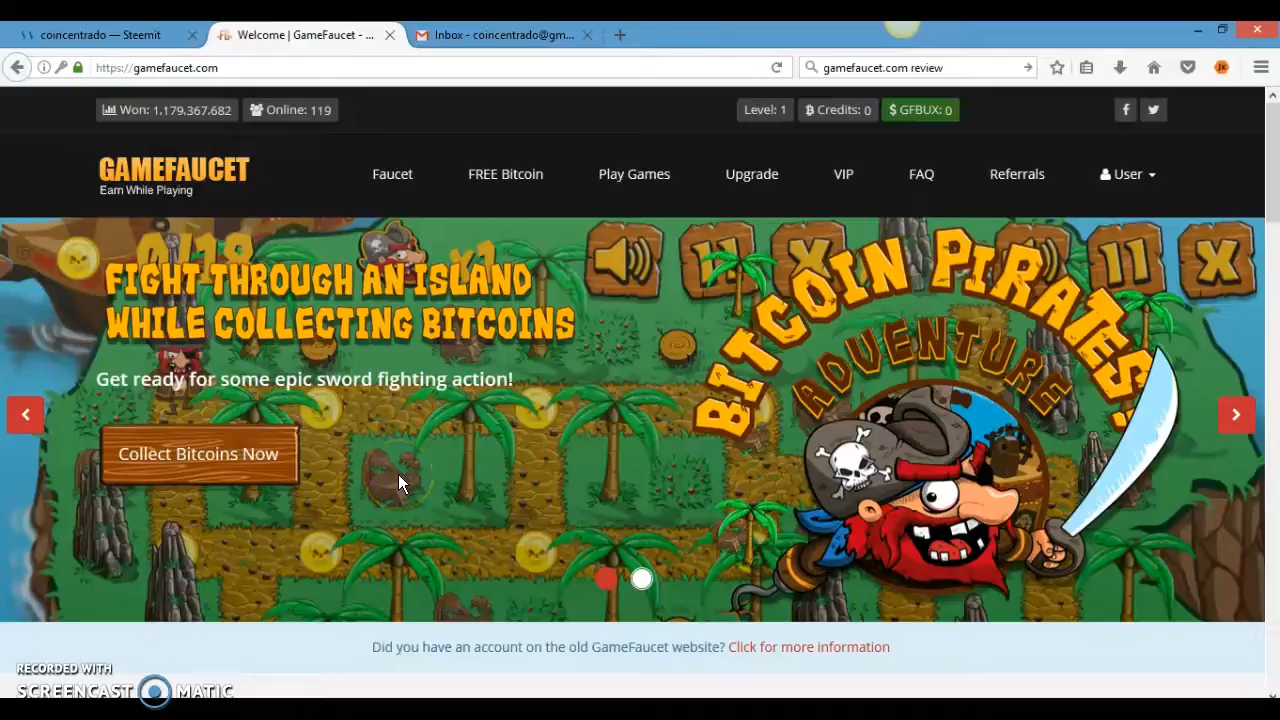 coincentrado — Steemit
Welcome | GameFaucet - ...
Inbox - coincentrado@gm...
https://gamefaucet.com
gamefaucet.com review
Won: 1,179,367,682
Online: 119
Level: 1
Credits: 0
$ GFBUX: 0
GAMEFAUCET
Earn While Playing
Faucet
FREE Bitcoin
Play Games
Upgrade
VIP
FAQ
Referrals
User
0/18
x1
FIGHT THROUGH AN ISLAND
WHILE COLLECTING BITCOINS
Get ready for some epic sword fighting action!
Collect Bitcoins Now
BITCOIN PIRATES
ADVENTURE
Did you have an account on the old GameFaucet website? Click for more information
RECORDED WITH
SCREENCAST MATIC